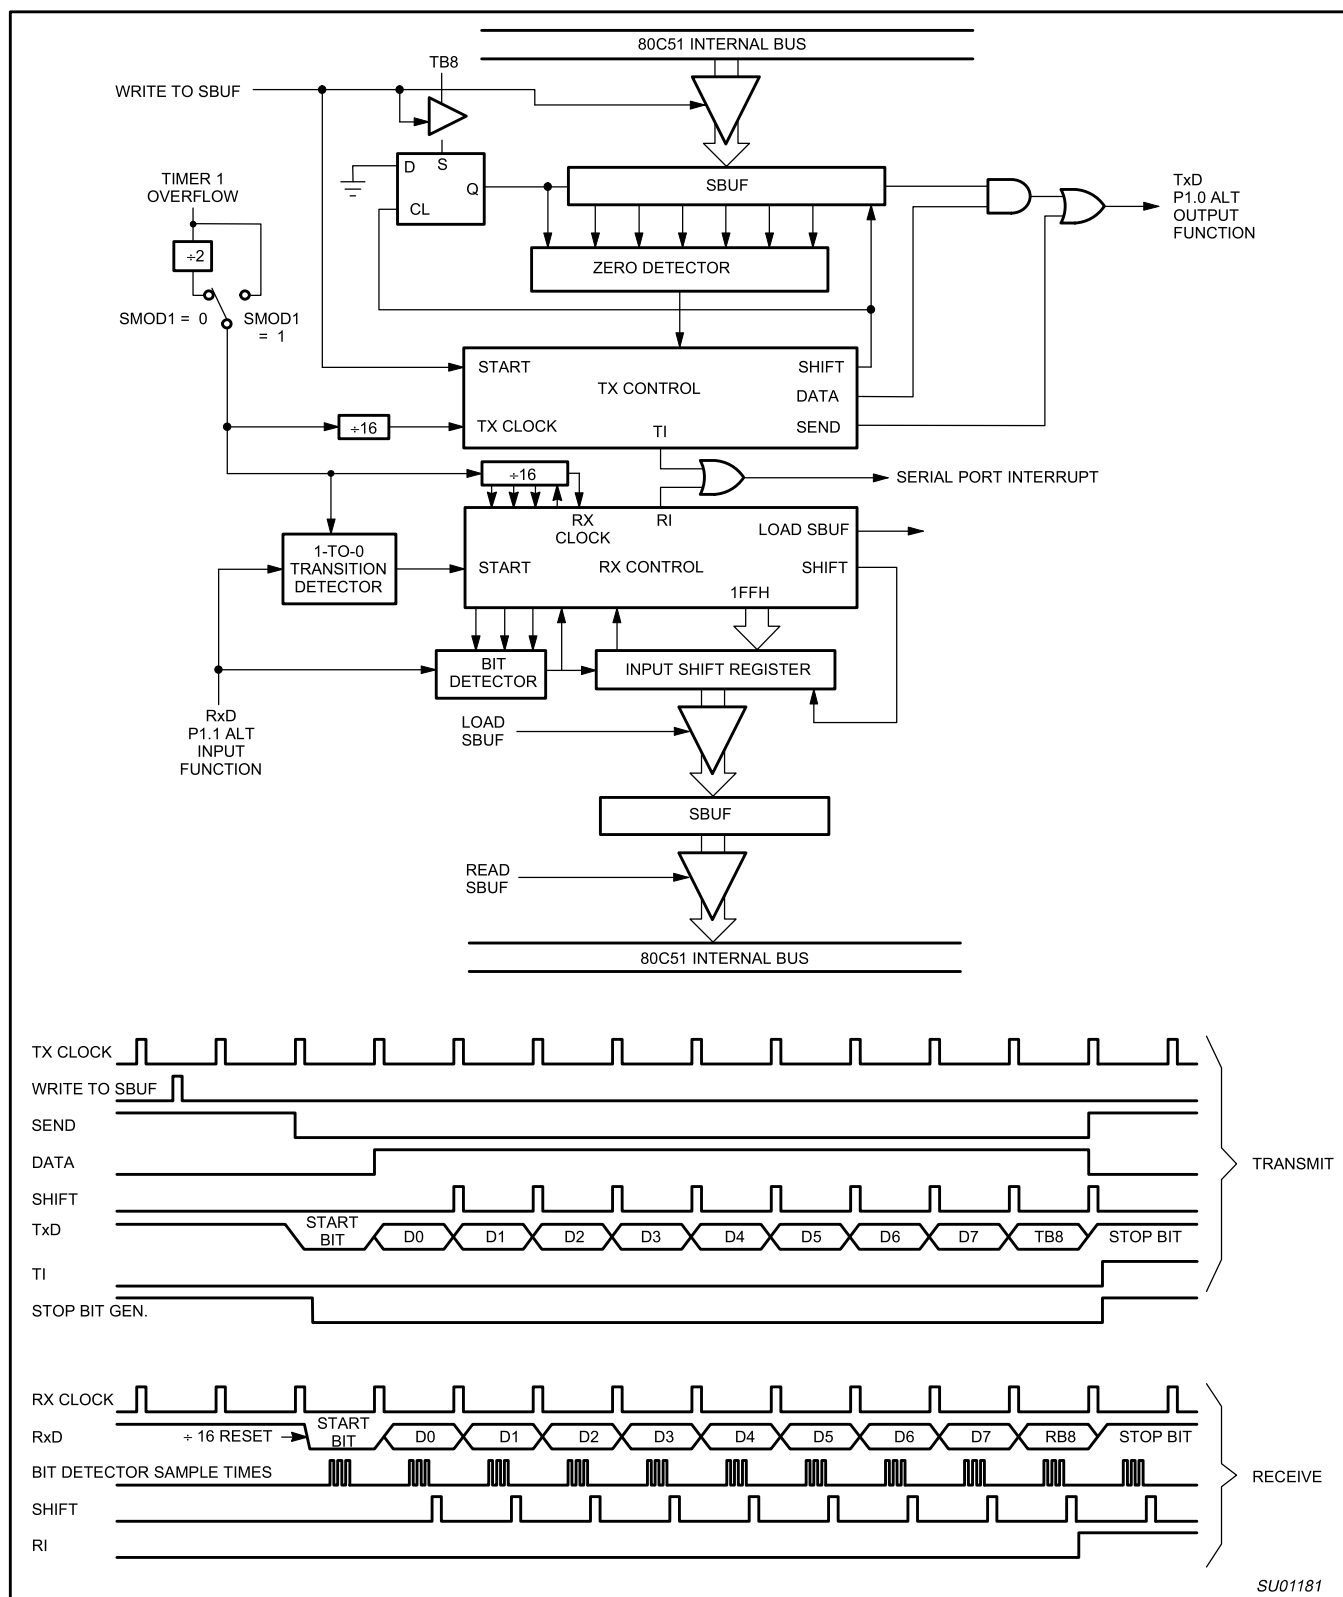 80C51 INTERNAL BUS
TB8
WRITE TO SBUF
D
S
Q
CL
SBUF
TxD
P1.0 ALT
OUTPUT
FUNCTION
TIMER 1
OVERFLOW
÷2
ZERO DETECTOR
SMOD1 = 0
SMOD1
= 1
START
SHIFT
TX CONTROL
DATA
÷16
TX CLOCK
TI
SEND
÷16
SERIAL PORT INTERRUPT
RX
CLOCK
RI
LOAD SBUF
1-TO-0
TRANSITION
DETECTOR
START
RX CONTROL
SHIFT
1FFH
BIT
DETECTOR
INPUT SHIFT REGISTER
RxD
P1.1 ALT
INPUT
FUNCTION
LOAD
SBUF
SBUF
READ
SBUF
80C51 INTERNAL BUS
TX CLOCK
WRITE TO SBUF
SEND
DATA
TRANSMIT
SHIFT
TxD
START
BIT
D0 D1 D2 D3 D4 D5 D6 D7 TB8 STOP BIT
TI
STOP BIT GEN.
RX CLOCK
RxD
÷ 16 RESET
START
BIT
D0 D1 D2 D3 D4 D5 D6 D7 RB8 STOP BIT
BIT DETECTOR SAMPLE TIMES
RECEIVE
SHIFT
RI
SU01181